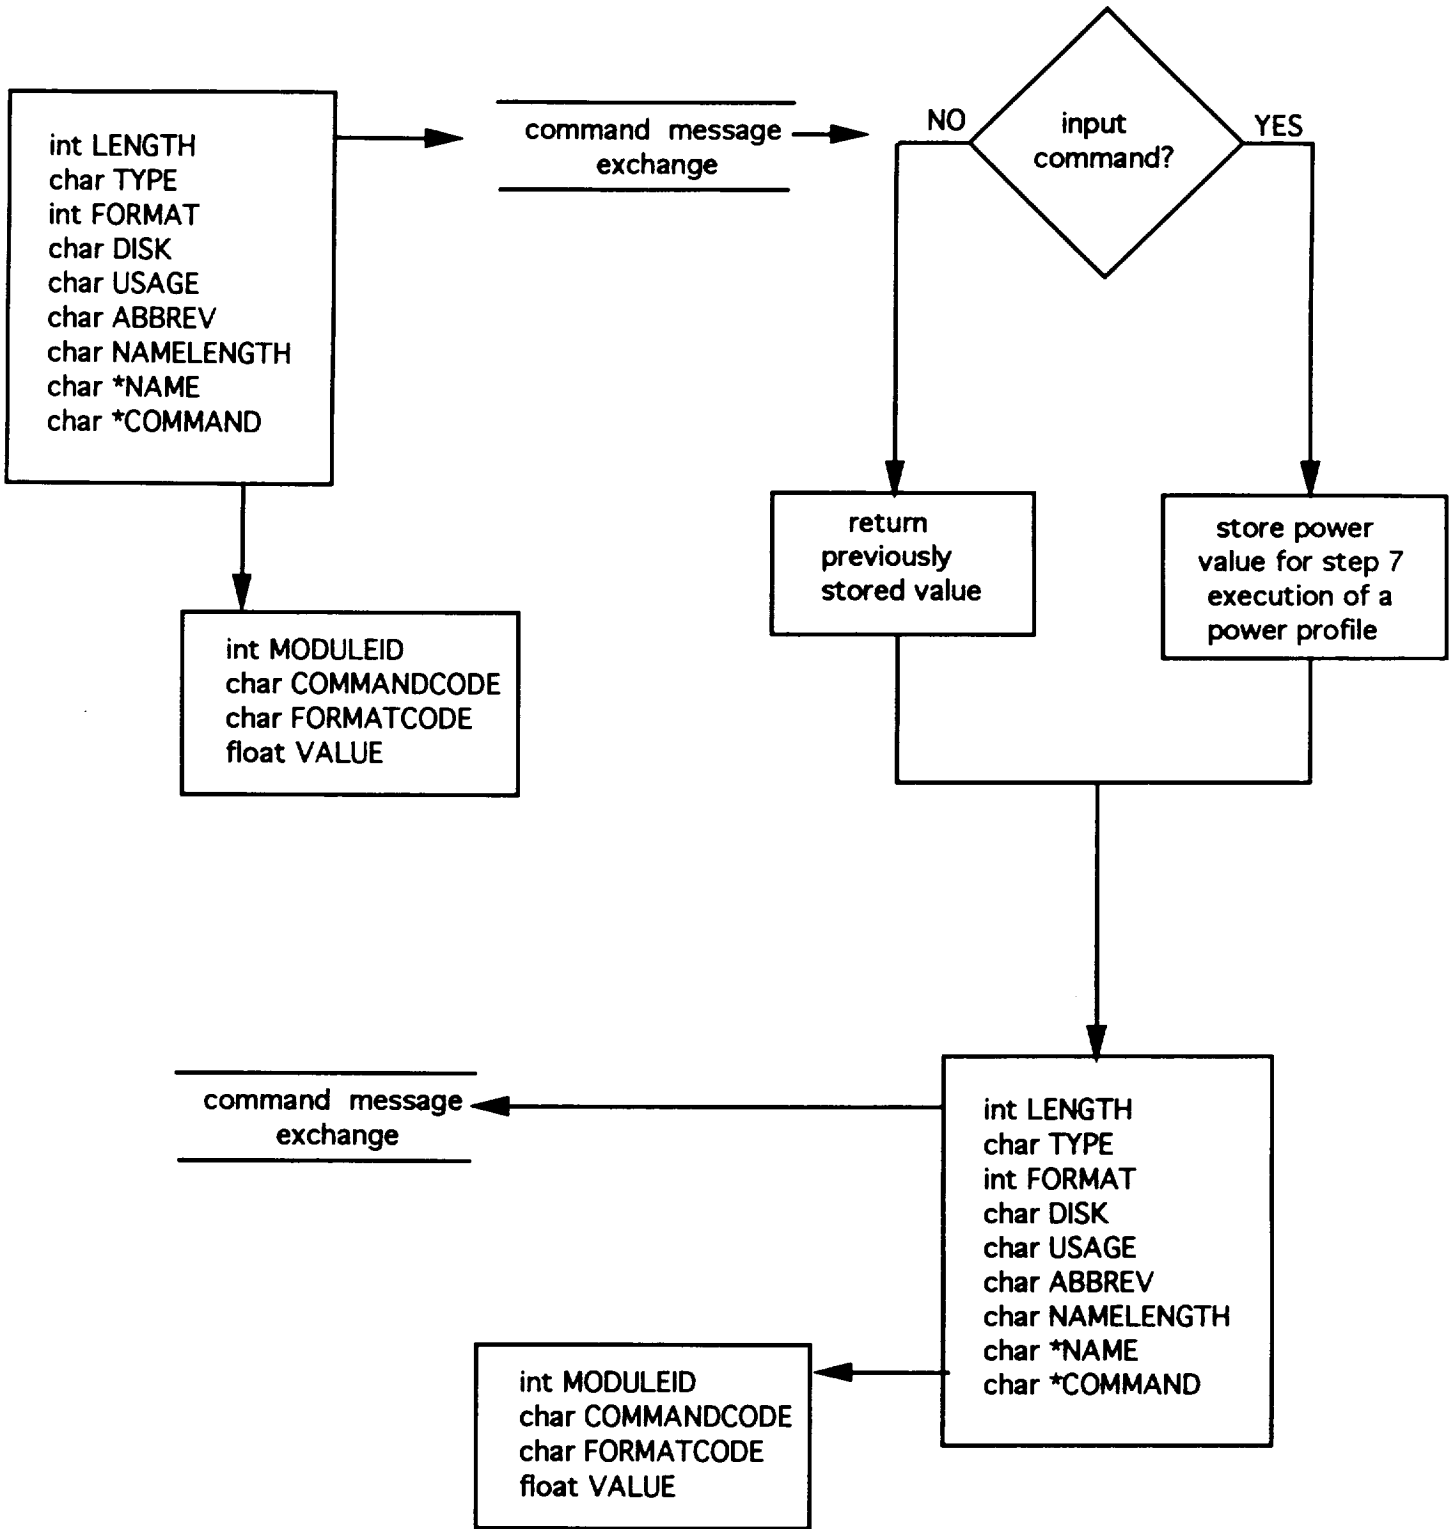 int LENGTH
char TYPE
int FORMAT
char DISK
char USAGE
char ABBREV
char NAMELENGTH
char *NAME
char *COMMAND
command message
exchange
NO
input
command?
YES
return
previously
stored value
store power
value for step 7
execution of a
power profile
int MODULEID
char COMMANDCODE
char FORMATCODE
float VALUE
command message
exchange
int LENGTH
char TYPE
int FORMAT
char DISK
char USAGE
char ABBREV
char NAMELENGTH
char *NAME
char *COMMAND
int MODULEID
char COMMANDCODE
char FORMATCODE
float VALUE